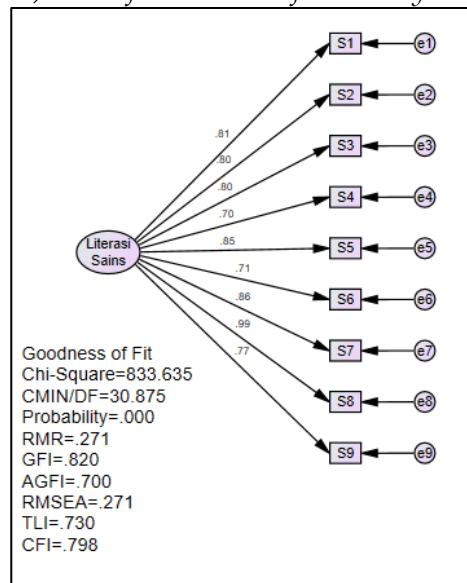 S1
e1
S2
e2
.81
S3
e3
.80
.80
S4
e4
.70
Literasi
Sains
.85
S5
e5
.71
S6
e6
.86
S7
e7
.99
.77
S8
e8
S9
e9
Goodness of Fit
Chi-Square=833.635
CMIN/DF=30.875
Probability=.000
RMR=.271
GFI=.820
AGFI=.700
RMSEA=.271
TLI=.730
CFI=.798